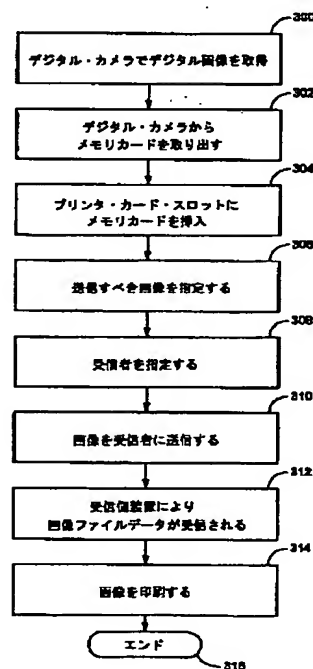 300
デジタル・カメラでデジタル画像を取得
302
デジタル・カメラから
メモリカードを取り出す
304
プリンタ・カード・スロットに
メモリカードを挿入
306
送信すべき画像を指定する
308
受信者を指定する
310
画像を受信者に送信する
312
受信側装置により
画像ファイルデータが受信される
314
画像を印刷する
エンド
316